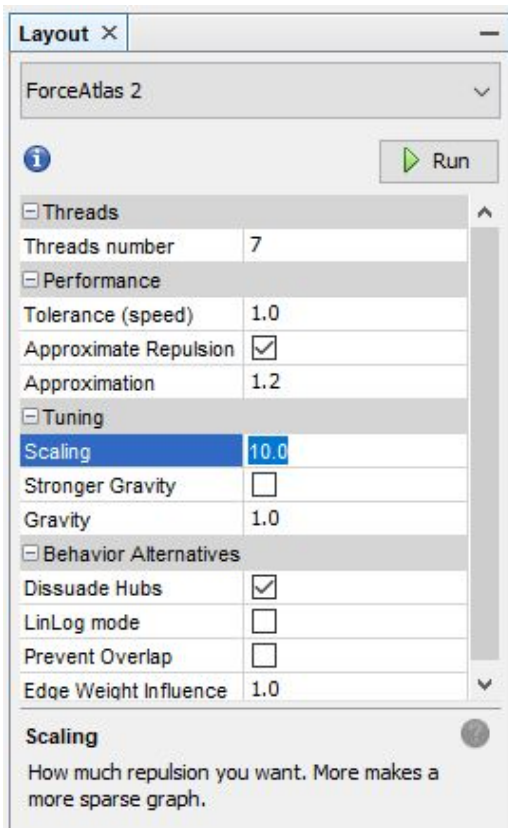 Layout
ForceAtlas 2
Run
Threads
Threads number 7
Performance
Tolerance (speed) 1.0
Approximate Repulsion
Approximation 1.2
Tuning
Scaling 10.0
Stronger Gravity
Gravity 1.0
Behavior Alternatives
Dissuade Hubs
LinLog mode
Prevent Overlap
Edge Weight Influence 1.0
Scaling
How much repulsion you want. More makes a
more sparse graph.